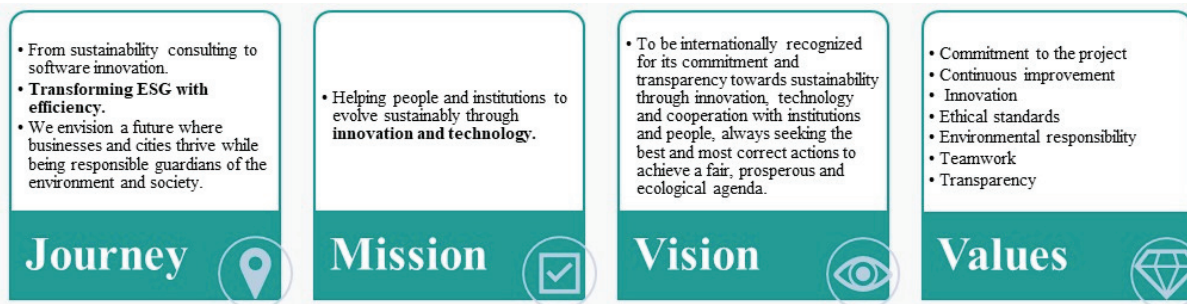 • From sustainability consulting to
software innovation.
• Transforming ESG with
efficiency.
• We envision a future where
businesses and cities thrive while
being responsible guardians of the
environment and society.
Journey
• Helping people and institutions to
evolve sustainably through
innovation and technology.
Mission
• To be internationally recognized
for its commitment and
transparency towards sustainability
through innovation, technology
and cooperation with institutions
and people, always seeking the
best and most correct actions to
achieve a fair, prosperous and
ecological agenda.
Vision
• Commitment to the project
• Continuous improvement
• Innovation
• Ethical standards
• Environmental responsibility
• Teamwork
• Transparency
Values